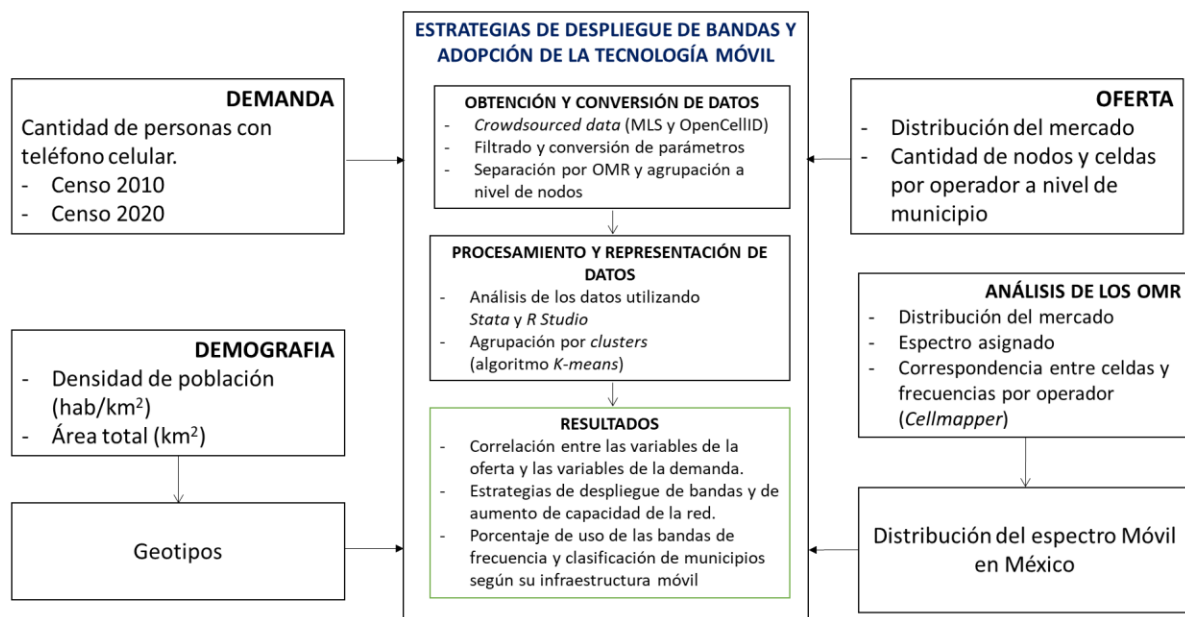 ESTRATEGIAS DE DESPLIEGUE DE BANDAS Y
ADOPCIÓN DE LA TECNOLOGÍA MÓVIL
DEMANDA
Cantidad de personas con
teléfono celular.
- Censo 2010
- Censo 2020
DEMOGRAFIA
- Densidad de población
(hab/km²)
- Área total (km²)
Geotipos
OBTENCIÓN Y CONVERSIÓN DE DATOS
- Crowdsourced data (MLS y OpenCellID)
- Filtrado y conversión de parámetros
- Separación por OMR y agrupación a
nivel de nodos
PROCESAMIENTO Y REPRESENTACIÓN DE
DATOS
- Análisis de los datos utilizando
Stata y R Studio
- Agrupación por clusters
(algoritmo K-means)
RESULTADOS
- Correlación entre las variables de la
oferta y las variables de la demanda.
- Estrategias de despliegue de bandas y de
aumento de capacidad de la red.
- Porcentaje de uso de las bandas de
frecuencia y clasificación de municipios
según su infraestructura móvil
OFERTA
- Distribución del mercado
- Cantidad de nodos y celdas
por operador a nivel de
municipio
ANÁLISIS DE LOS OMR
- Distribución del mercado
- Espectro asignado
- Correspondencia entre celdas y
frecuencias por operador
(Cellmapper)
Distribución del espectro Móvil
en México